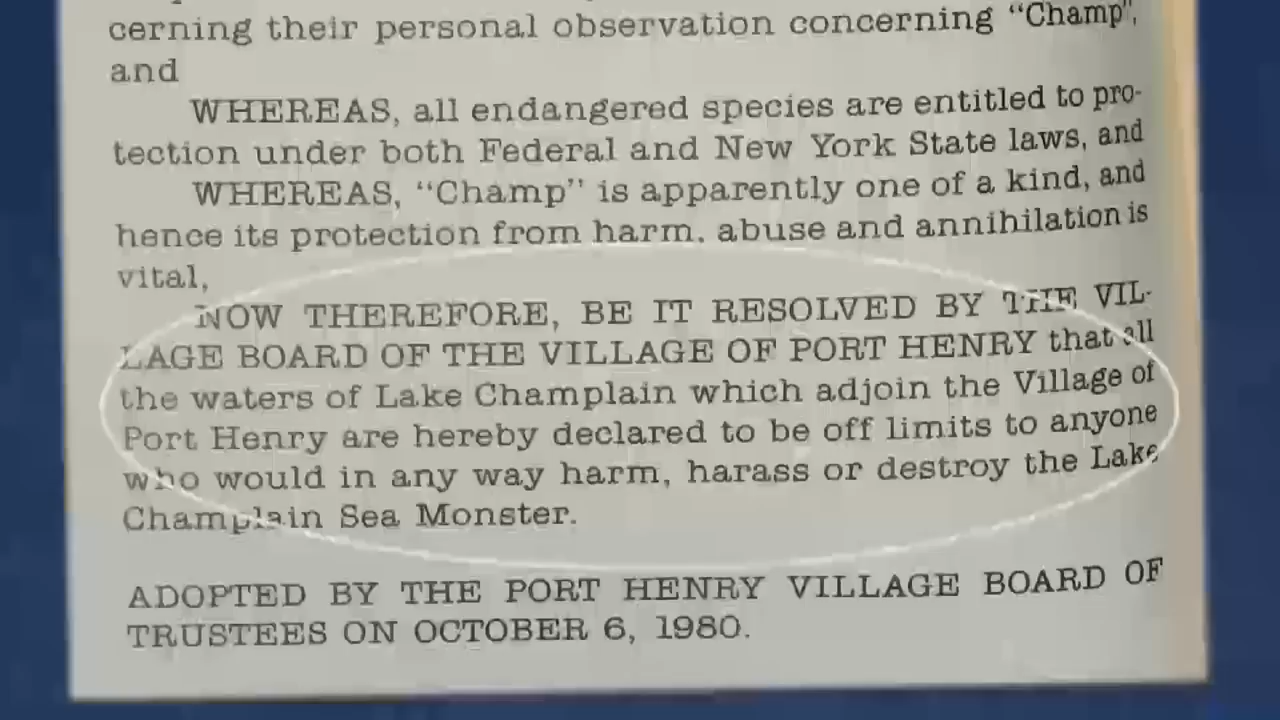 cerning their personal observation concerning “Champ”,
and
WHEREAS, all endangered species are entitled to pro-
tection under both Federal and New York State laws, and
WHEREAS, “Champ” is apparently one of a kind, and
hence its protection from harm, abuse and annihilation is
vital,
NOW THEREFORE, BE IT RESOLVED BY THE VIL-
LAGE BOARD OF THE VILLAGE OF PORT HENRY that all
the waters of Lake Champlain which adjoin the Village of
Port Henry are hereby declared to be off limits to anyone
who would in any way harm, harass or destroy the Lake
Champlain Sea Monster.
ADOPTED BY THE PORT HENRY VILLAGE BOARD OF
TRUSTEES ON OCTOBER 6, 1980.